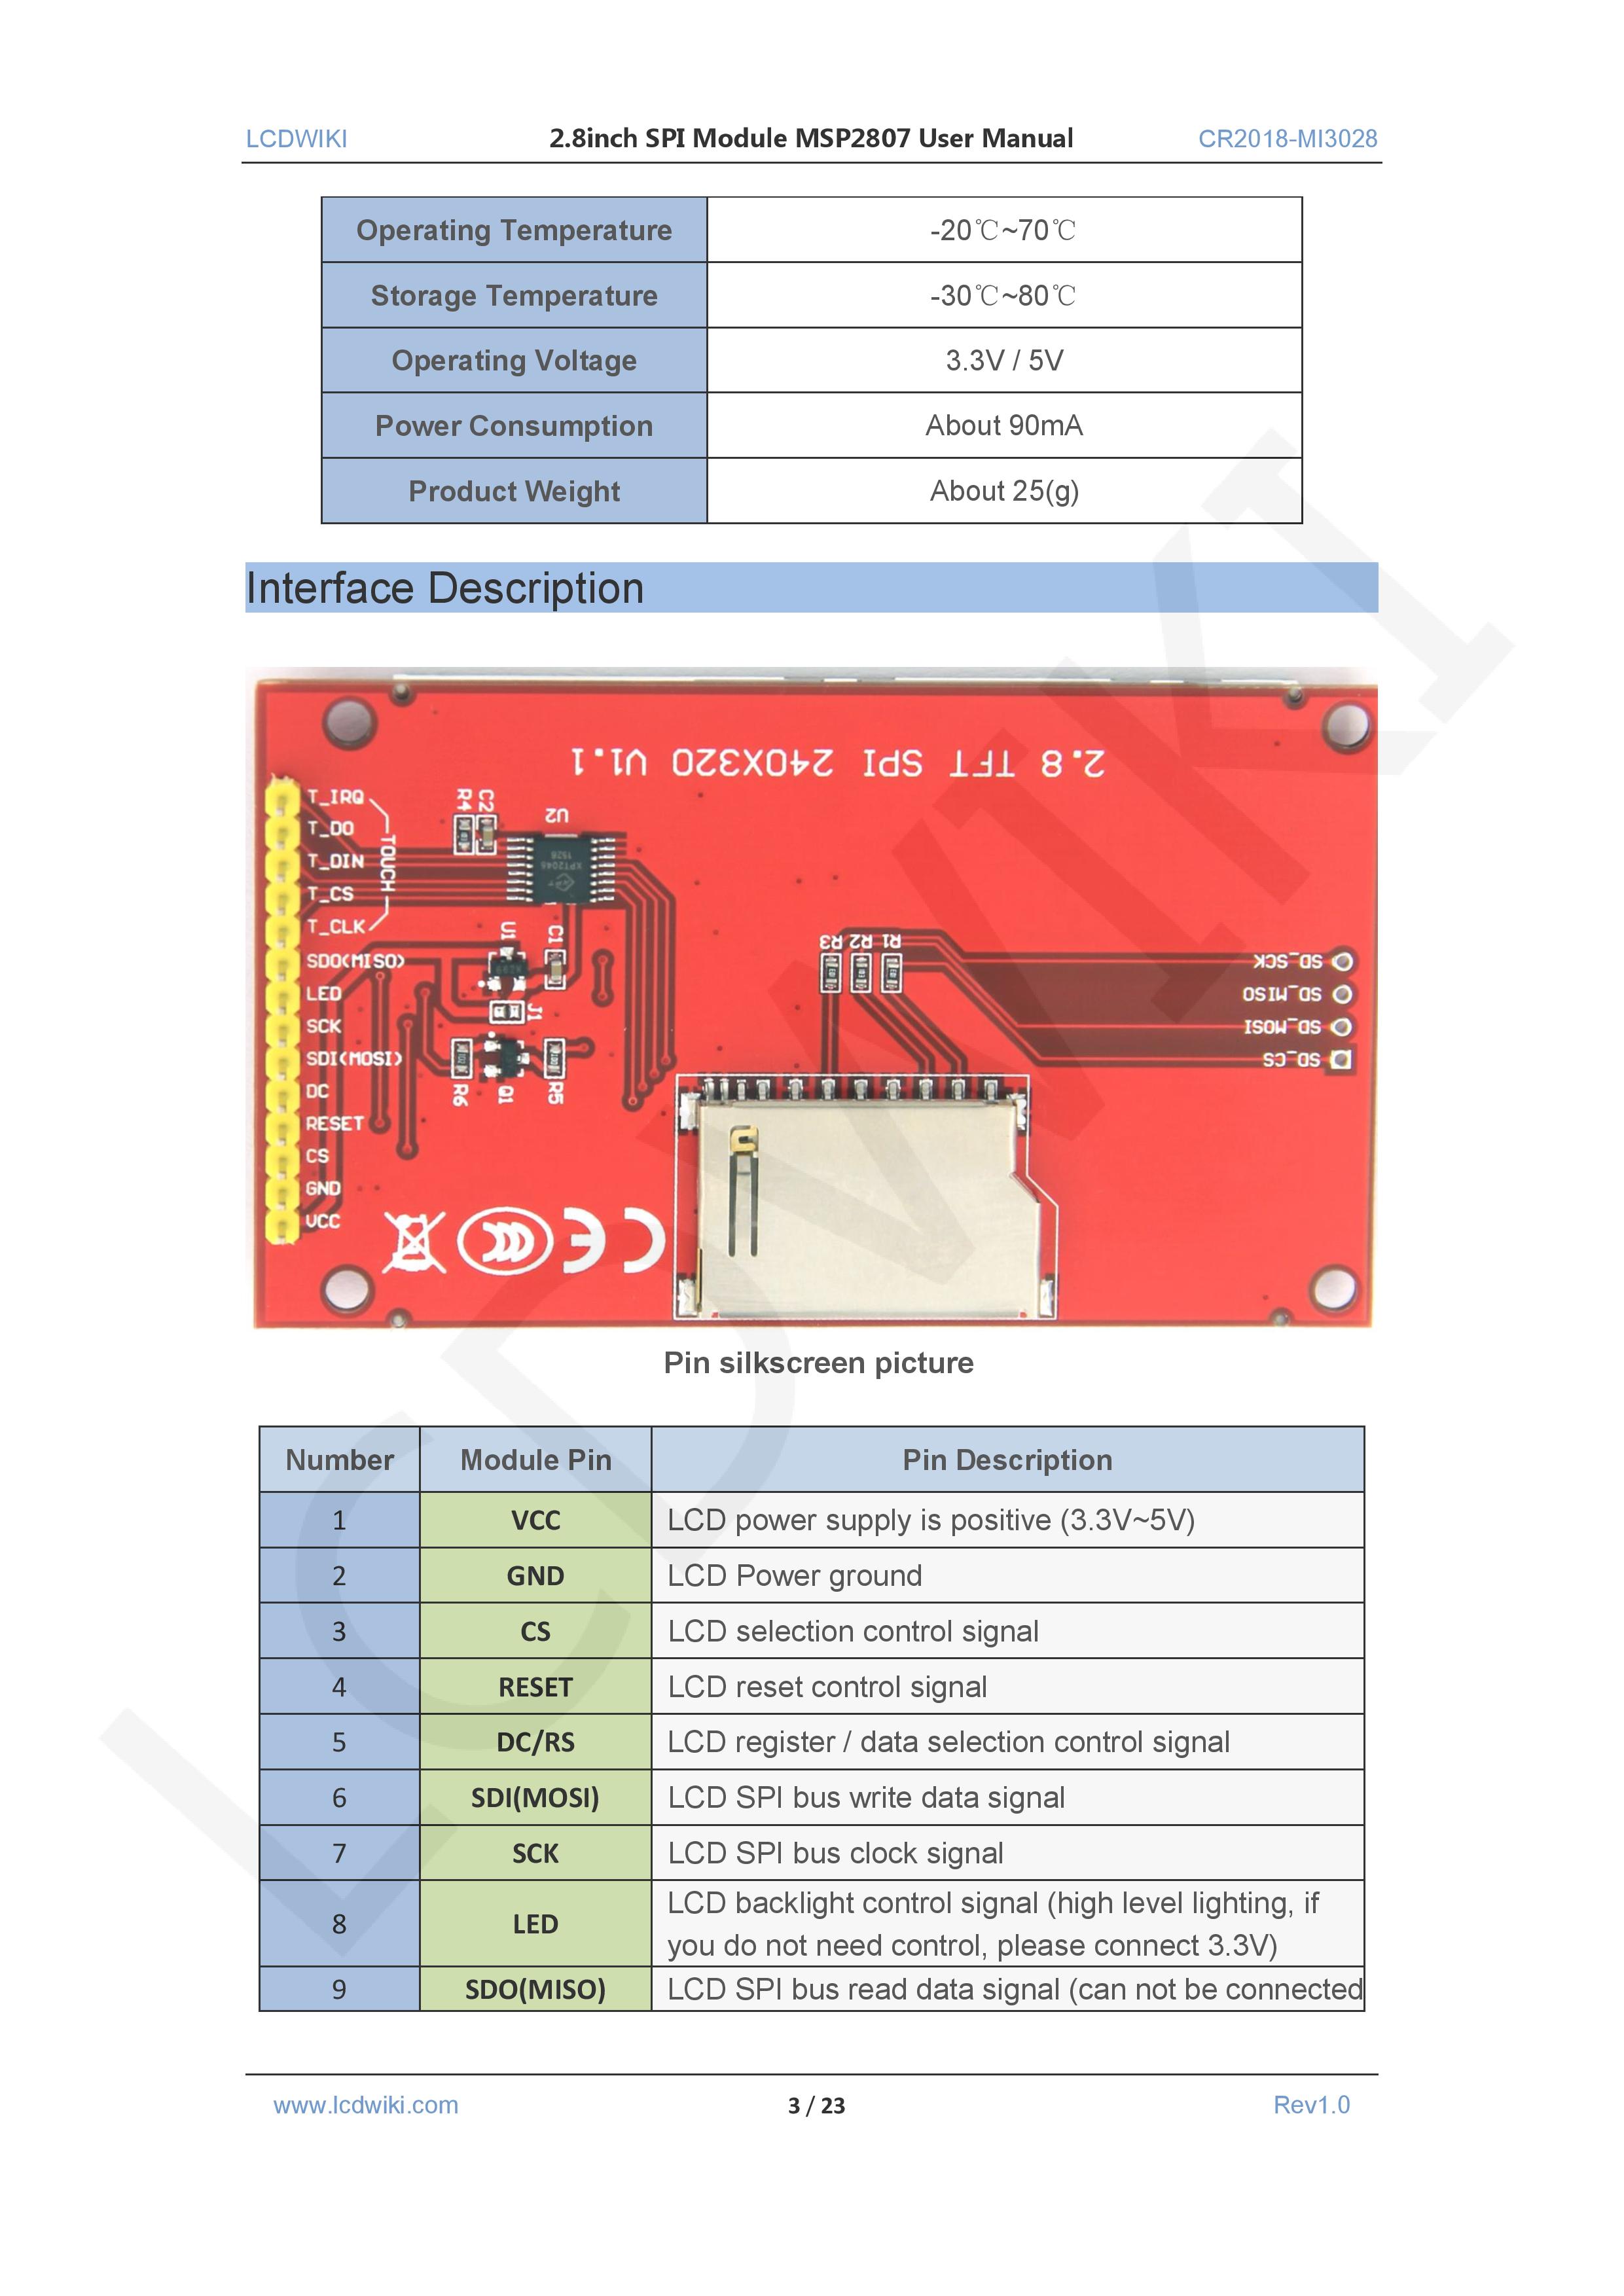 LCDWIKI 2.8inch SPI Module MSP2807 User Manual CR2018-MI3028
Operating Temperature -20℃~70℃
Storage Temperature -30℃~80℃
Operating Voltage 3.3V / 5V
Power Consumption About 90mA
Product Weight About 25(g)
Interface Description
2.8 TFT SPI 240X320 V1.1
T_IRQ
T_DO
T_DIN
T_CS
T_CLK
TOUCH
SDO(MISO)
LED
SCK
SDI(MOSI)
DC
RESET
CS
GND
VCC
R4
C2
U2
XPT2046
1528
U1
C1
J1
R6
Q1
R5
R3 R2 R1
SD_SCK
SD_MISO
SD_MOSI
SD_CS
CE
Pin silkscreen picture
Number Module Pin Pin Description
1 VCC LCD power supply is positive (3.3V~5V)
2 GND LCD Power ground
3 CS LCD selection control signal
4 RESET LCD reset control signal
5 DC/RS LCD register / data selection control signal
6 SDI(MOSI) LCD SPI bus write data signal
7 SCK LCD SPI bus clock signal
8 LED LCD backlight control signal (high level lighting, if
you do not need control, please connect 3.3V)
9 SDO(MISO) LCD SPI bus read data signal (can not be connected
www.lcdwiki.com 3 / 23 Rev1.0
LCDWIKI